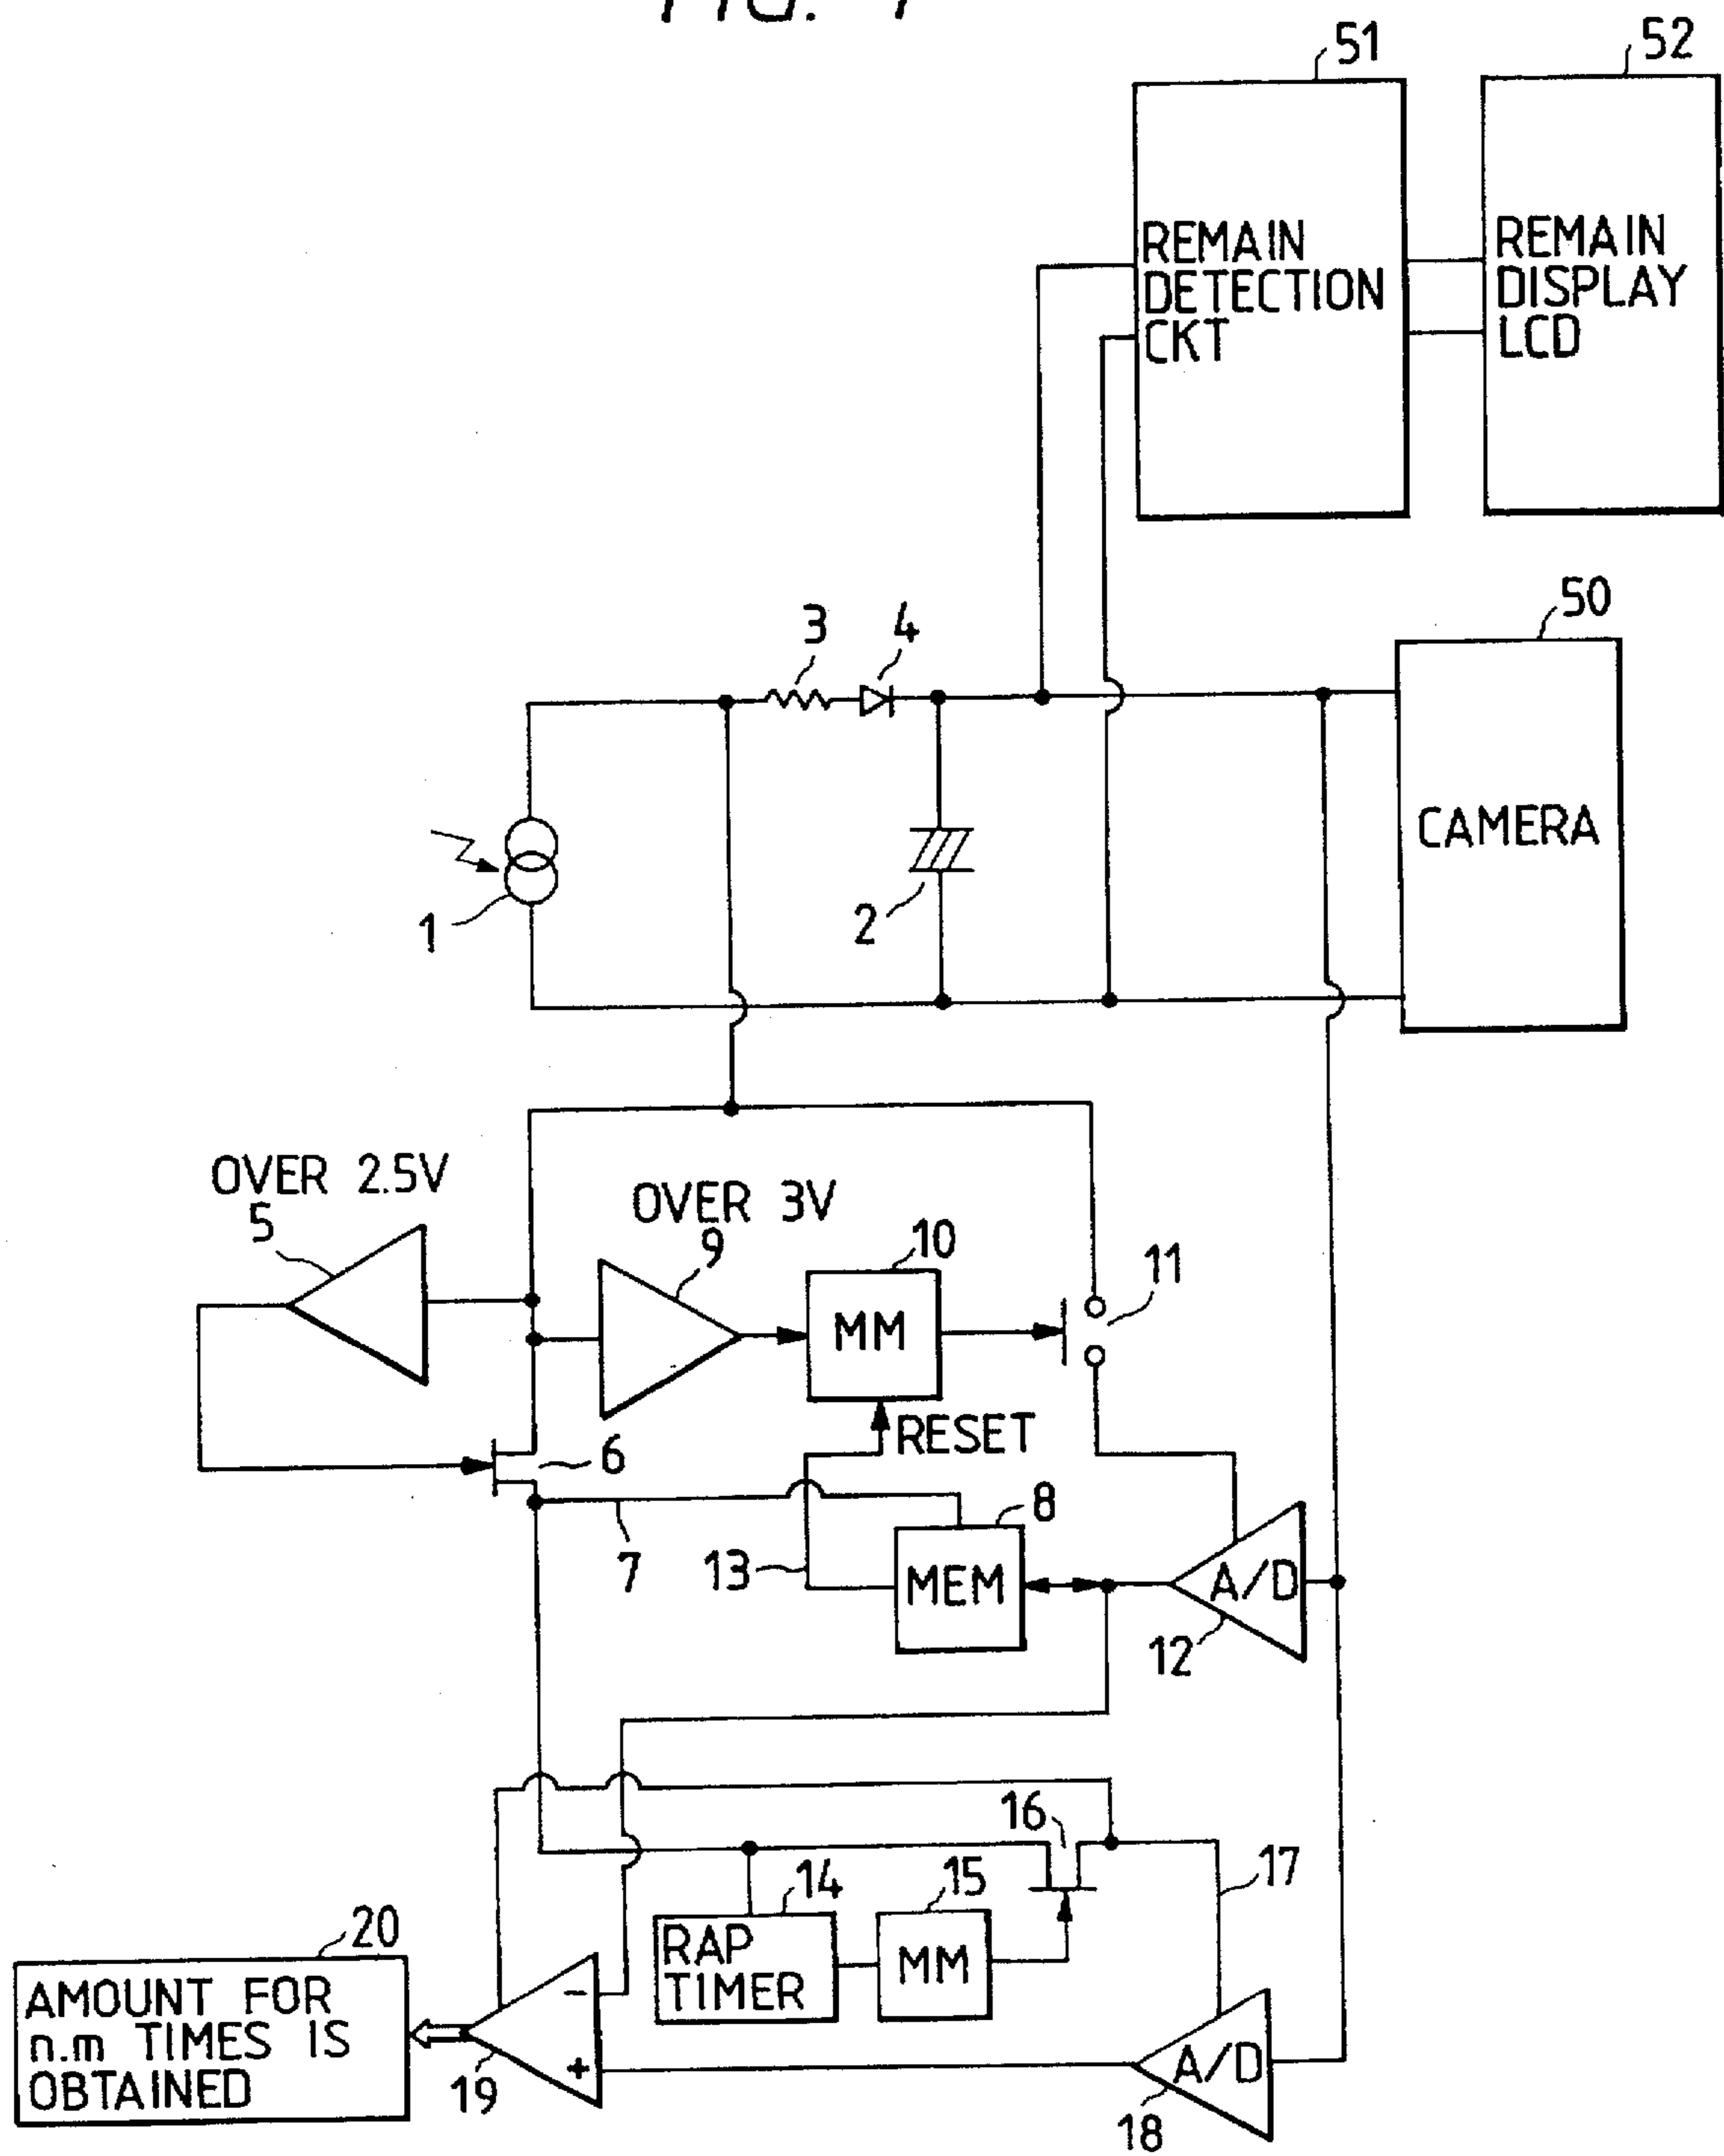 FIG.
51
52
REMAIN
DETECTION
CKT
REMAIN
DISPLAY
LCD
50
3
4
CAMERA
1
2
OVER 2.5V
5
OVER 3V
9
10
11
MM
RESET
6
7
8
13
MEM
A/D
12
16
14
15
17
RAP
TIMER
MM
20
AMOUNT FOR
n.m TIMES IS
OBTAINED
-
+
19
A/D
18